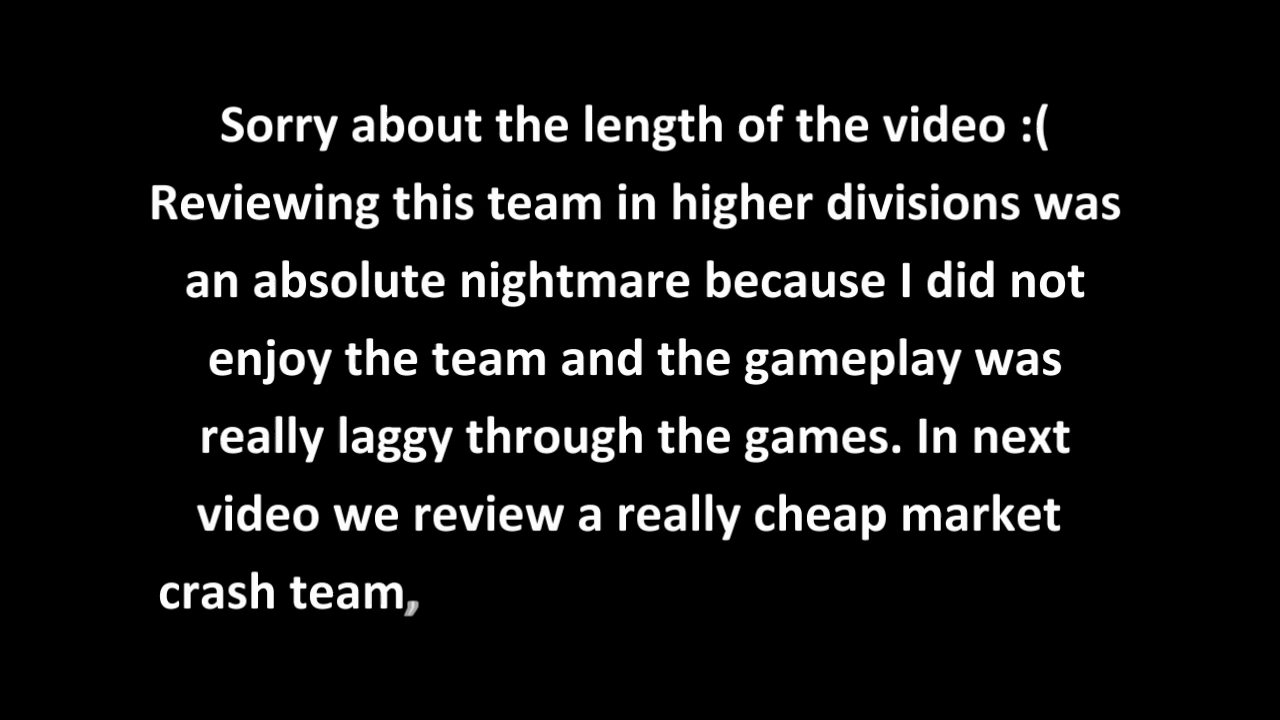 Sorry about the length of the video :(
Reviewing this team in higher divisions was
an absolute nightmare because I did not
enjoy the team and the gameplay was
really laggy through the games. In next
video we review a really cheap market
crash team,